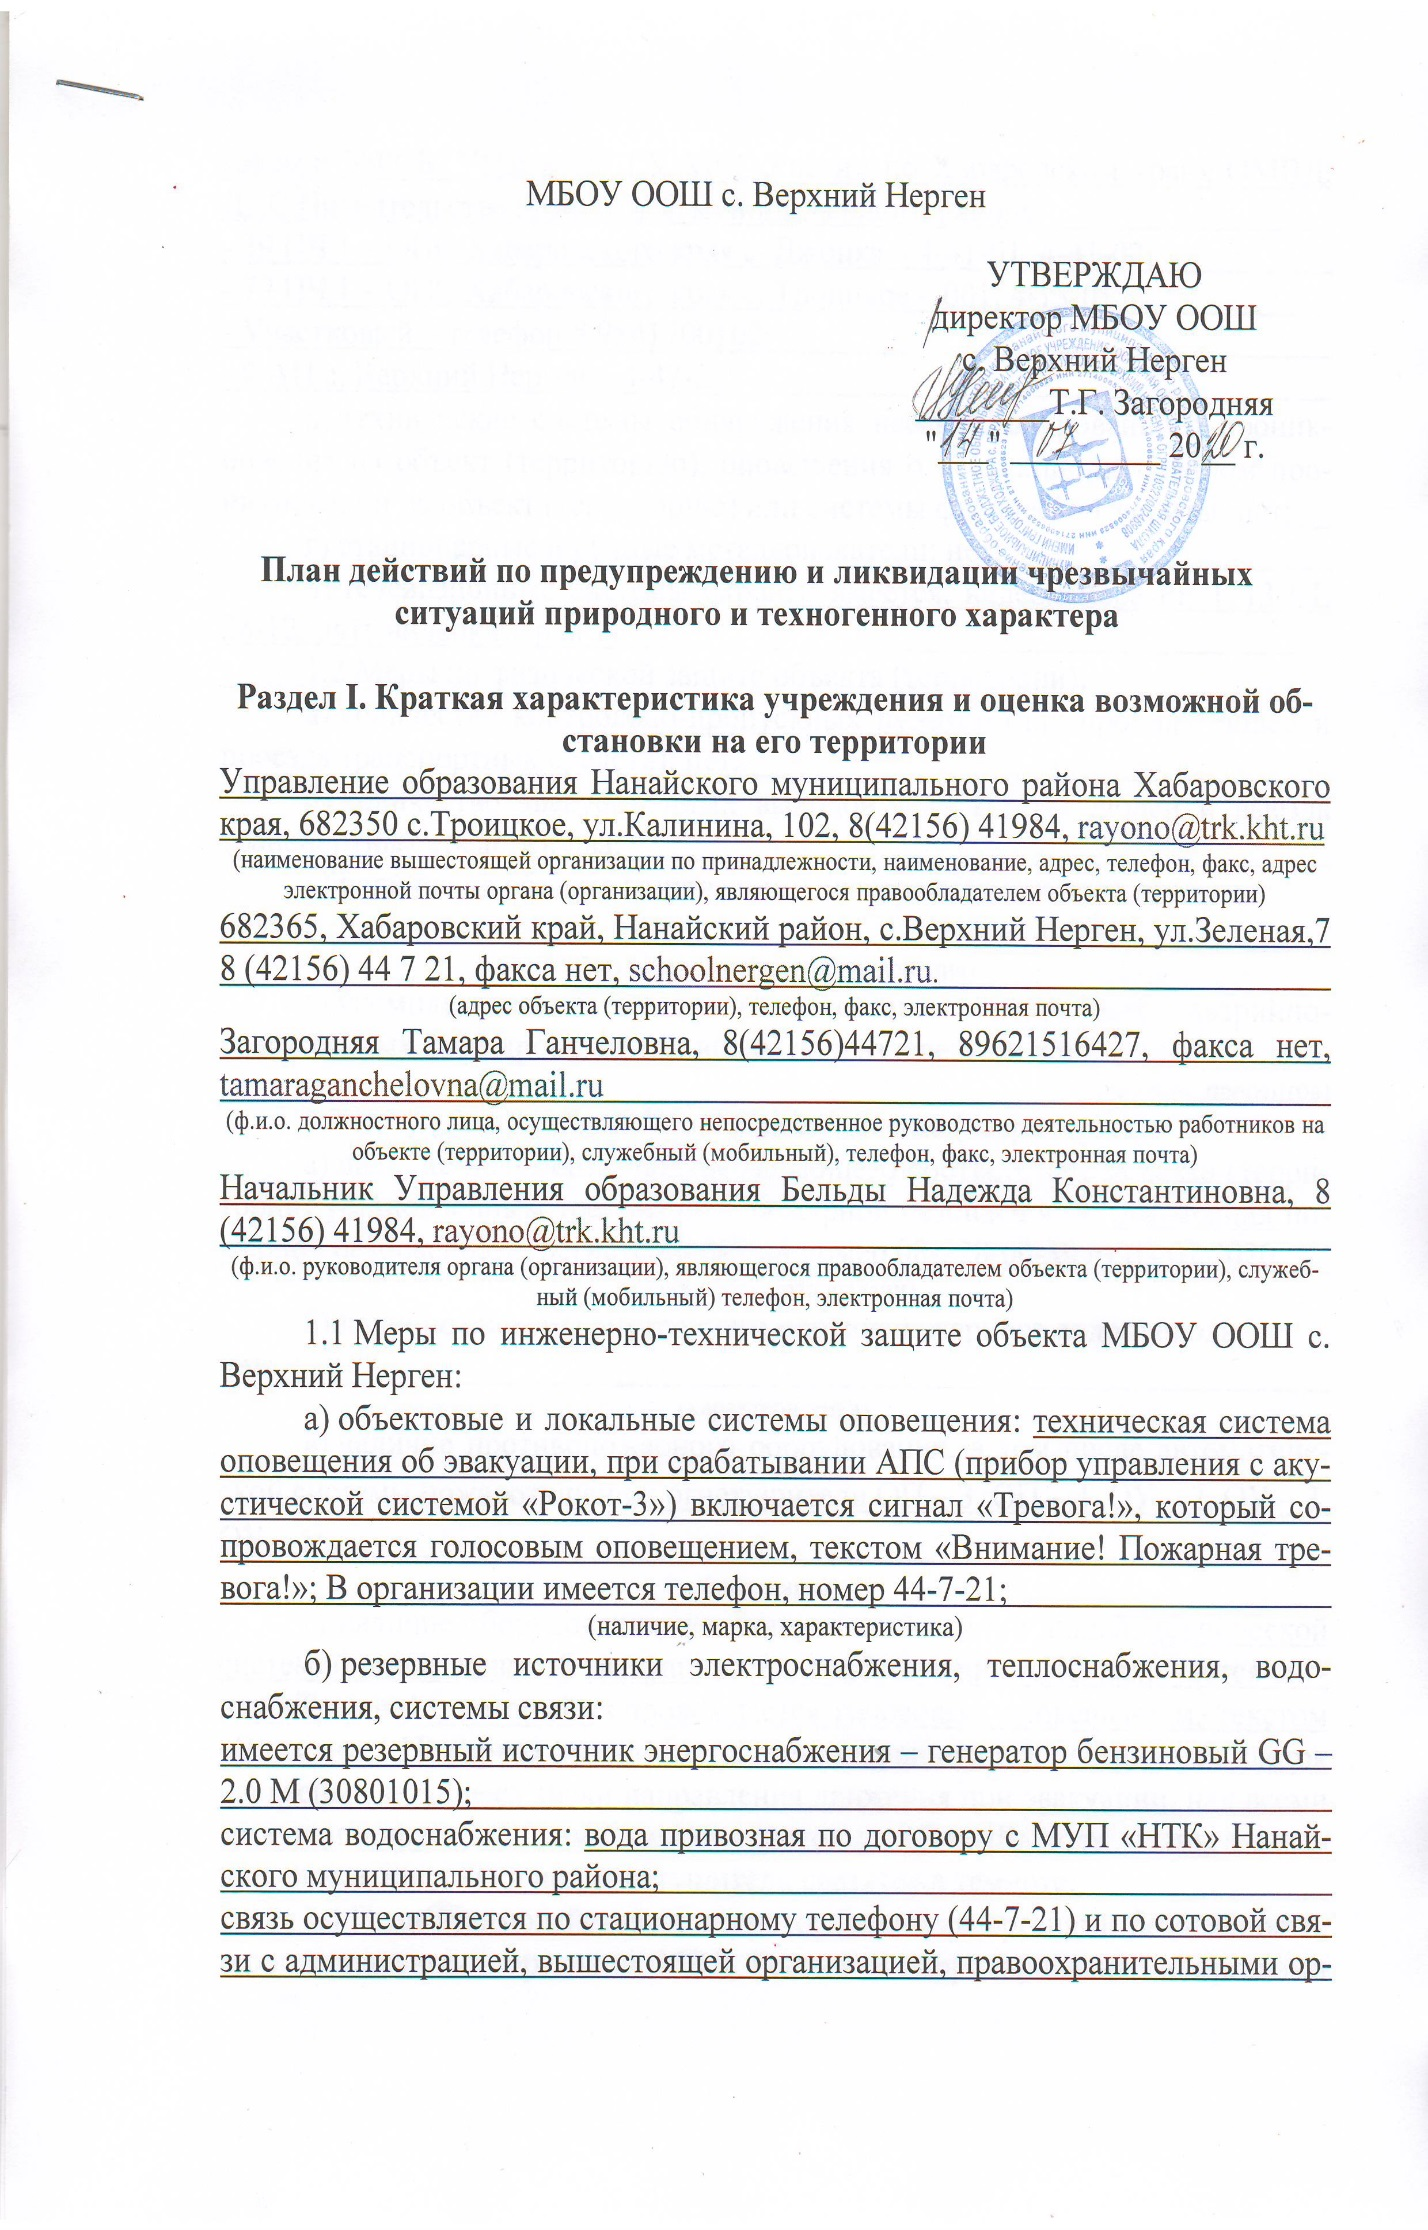 МБОУ ООШ с. Верхний Нерген
УТВЕРЖДАЮ
директор МБОУ ООШ
с. Верхний Нерген
Т.Г. Загородняя
" " 07 2020 г.
План действий по предупреждению и ликвидации чрезвычайных
ситуаций природного и техногенного характера
Раздел I. Краткая характеристика учреждения и оценка возможной об-
становки на его территории
Управление образования Нанайского муниципального района Хабаровского
края, 682350 с.Троицкое, ул.Калинина, 102, 8(42156) 41984, rayono@trk.kht.ru
(наименование вышестоящей организации по принадлежности, наименование, адрес, телефон, факс, адрес
электронной почты органа (организации), являющегося правообладателем объекта (территории)
682365, Хабаровский край, Нанайский район, с.Верхний Нерген, ул.Зеленая,7
8 (42156) 44 7 21, факса нет, schoolnergen@mail.ru.
(адрес объекта (территории), телефон, факс, электронная почта)
Загородняя Тамара Ганчеловна, 8(42156)44721, 89621516427, факса нет,
tamaraganchelovna@mail.ru
(ф.и.о. должностного лица, осуществляющего непосредственное руководство деятельностью работников на
объекте (территории), служебный (мобильный), телефон, факс, электронная почта)
Начальник Управления образования Бельды Надежда Константиновна, 8
(42156) 41984, rayono@trk.kht.ru
(ф.и.о. руководителя органа (организации), являющегося правообладателем объекта (территории), служеб-
ный (мобильный) телефон, электронная почта)
1.1 Меры по инженерно-технической защите объекта МБОУ ООШ с.
Верхний Нерген:
а) объектовые и локальные системы оповещения: техническая система
оповещения об эвакуации, при срабатывании АПС (прибор управления с аку-
стической системой «Рокот-3») включается сигнал «Тревога!», который со-
провождается голосовым оповещением, текстом «Внимание! Пожарная тре-
вога!»; В организации имеется телефон, номер 44-7-21;
(наличие, марка, характеристика)
б) резервные источники электроснабжения, теплоснабжения, водо-
снабжения, системы связи:
имеется резервный источник энергоснабжения – генератор бензиновый GG –
2.0 М (30801015);
система водоснабжения: вода привозная по договору с МУП «НТК» Нанай-
ского муниципального района;
связь осуществляется по стационарному телефону (44-7-21) и по сотовой свя-
зи с администрацией, вышестоящей организацией, правоохранительными ор-